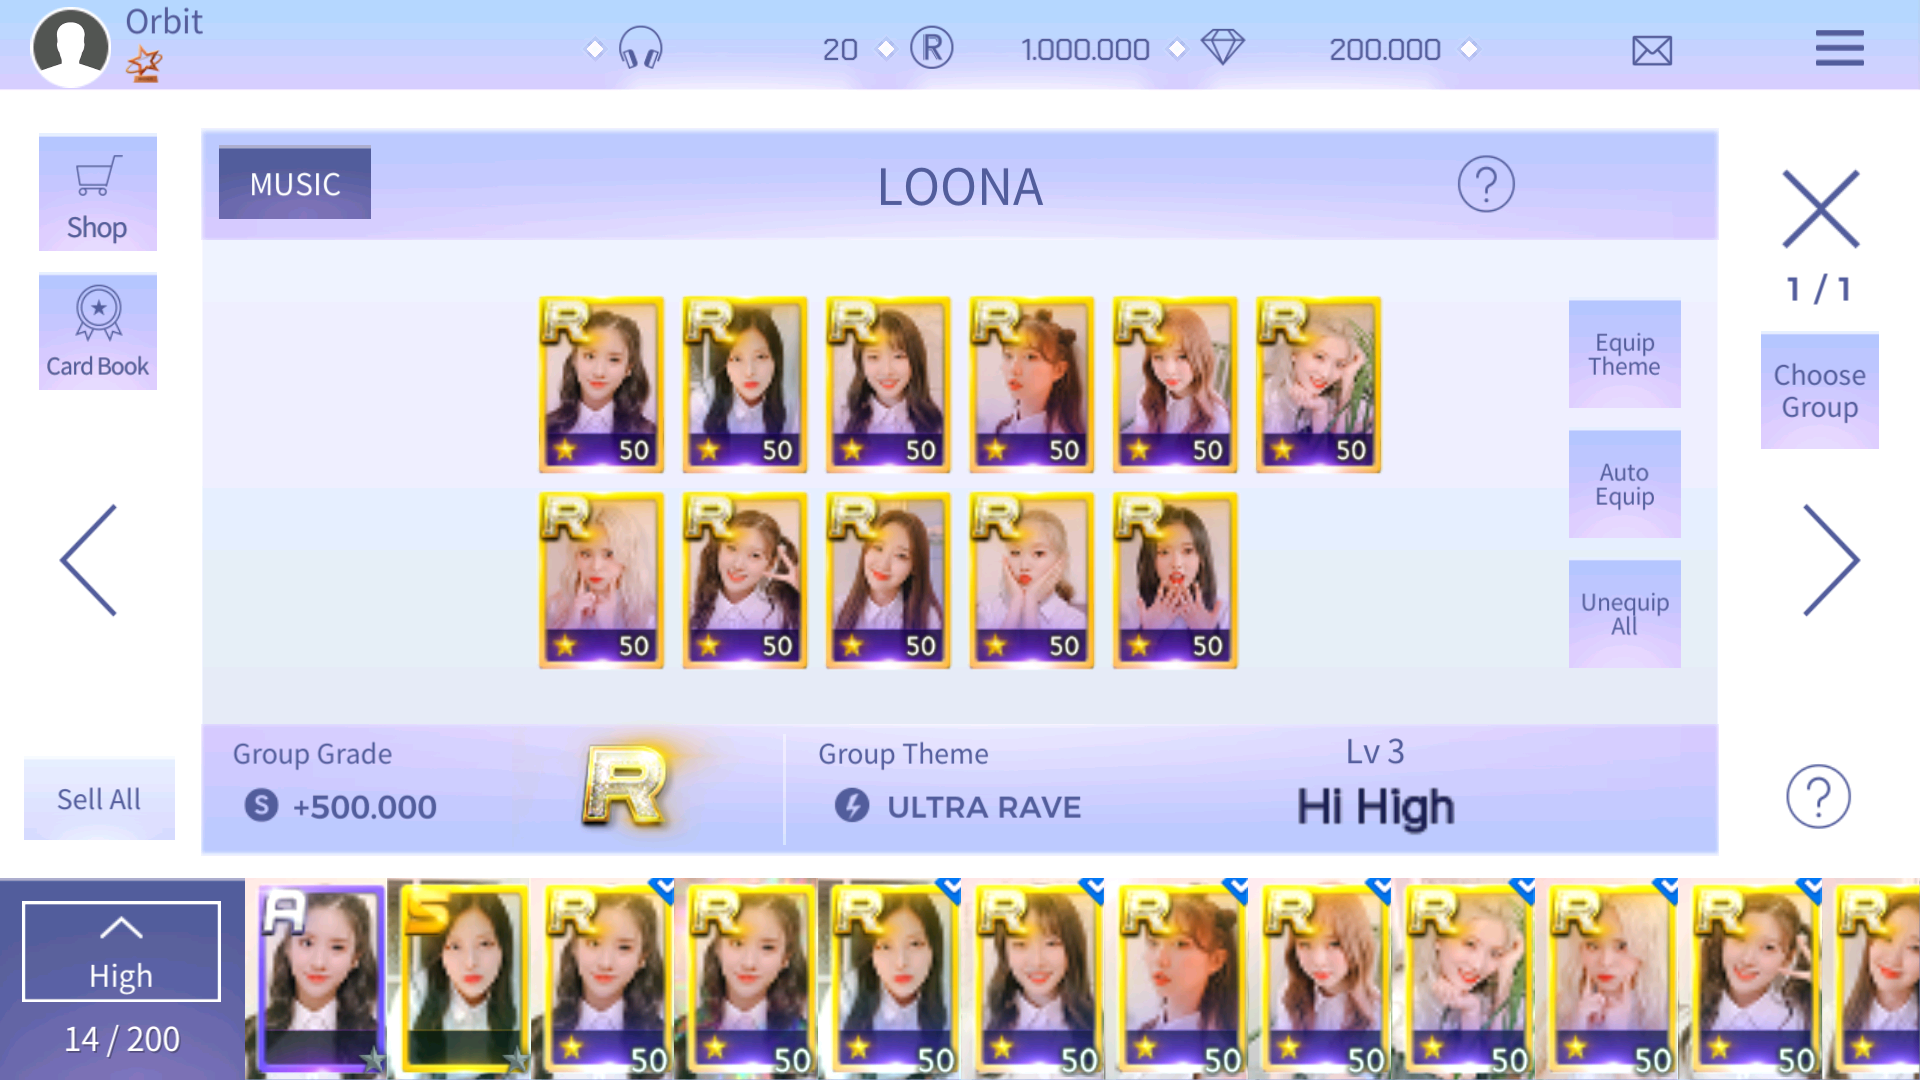 Orbit
20
R
1.000.000
200.000
Shop
Card Book
MUSIC
LOONA
?
1 / 1
Choose
Group
Equip
Theme
Auto
Equip
Unequip
All
R R R R R R
50 50 50 50 50 50
R R R R R
50 50 50 50 50
Group Grade
S +500.000
R
Group Theme
ULTRA RAVE
Lv 3
Hi High
Sell All
?
High
14 / 200
A S R R R R R R R R R R
50 50 50 50 50 50 50 50 50